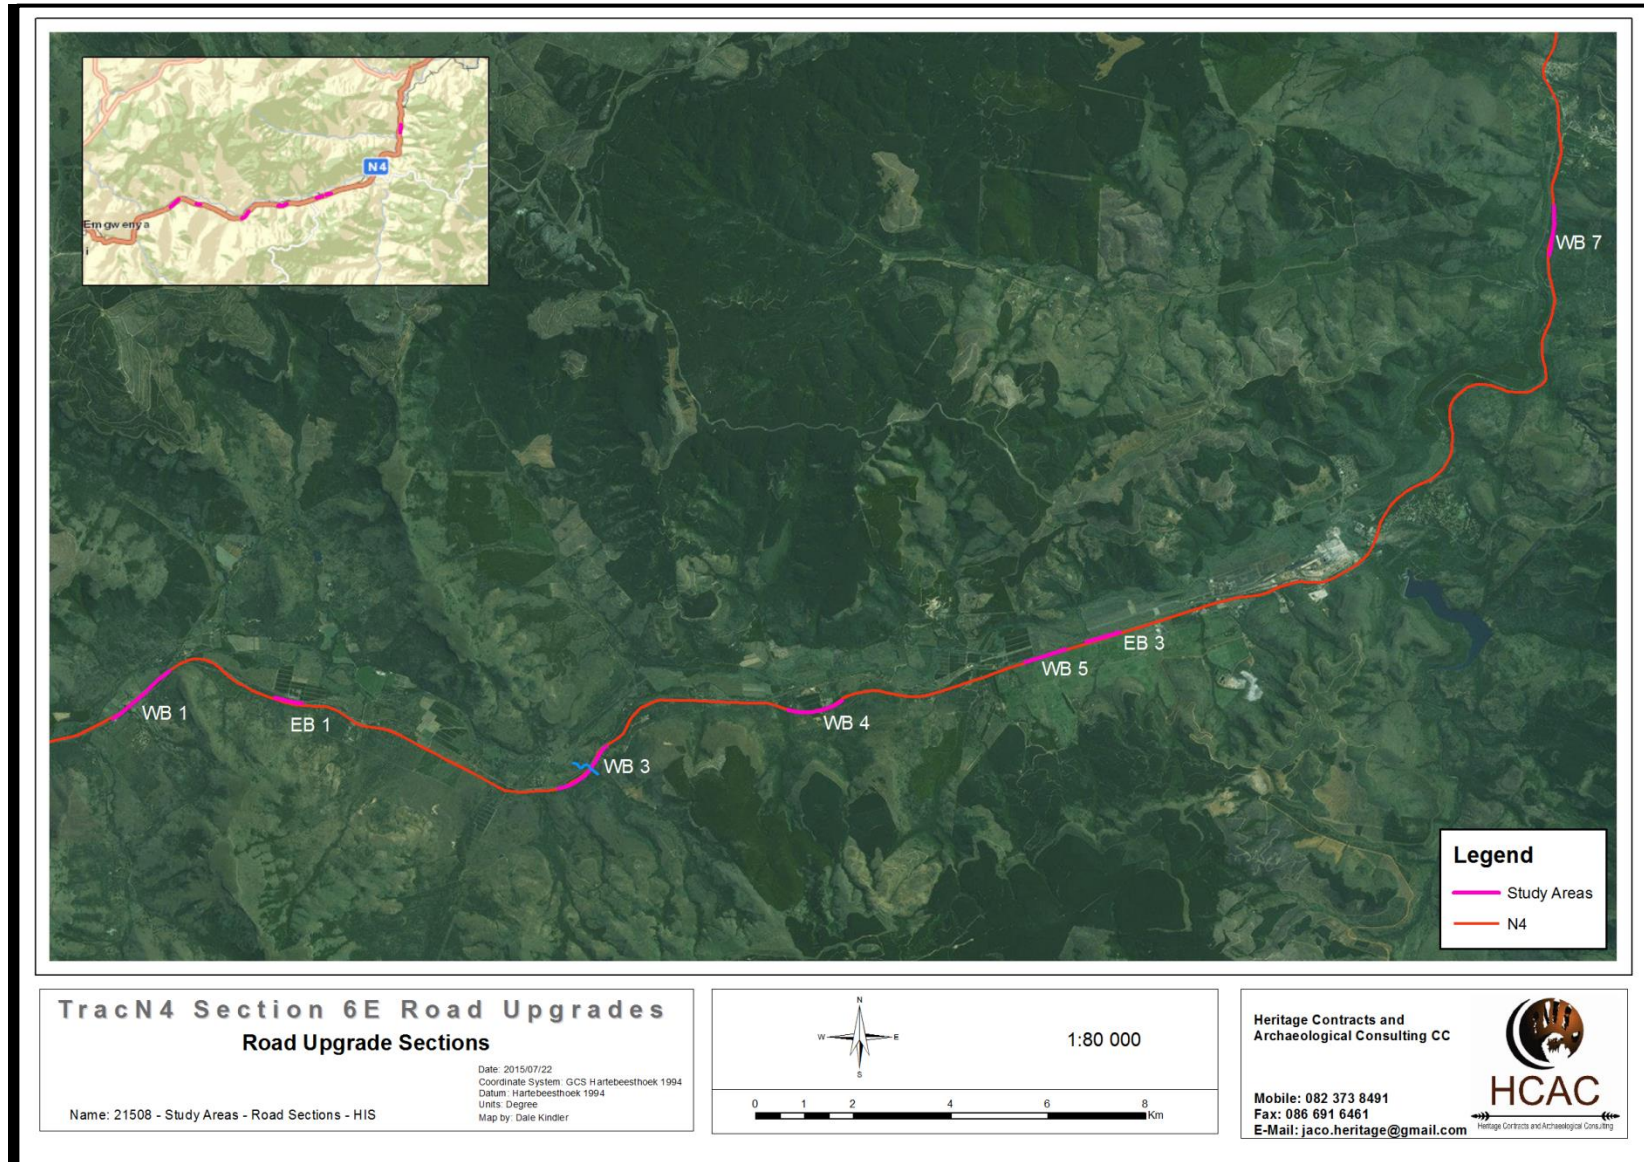 N4
Emgwenya
i
WB 7
EB 3
WB 5
WB 1
EB 1
WB 4
WB 3
Legend
Study Areas
N4
TracN4 Section 6E Road Upgrades
Road Upgrade Sections
Date: 2015/07/22
Coordinate System: GCS Hartebeesthoek 1994
Datum: Hartebeesthoek 1994
Units: Degree
Map by: Dale Kindler
Name: 21508 - Study Areas - Road Sections - HIS
N
W E
S
1:80 000
0 1 2 4 6 8
Km
Heritage Contracts and
Archaeological Consulting CC
Mobile: 082 373 8491
Fax: 086 691 6461
E-Mail: jaco.heritage@gmail.com
HCAC
Heritage Contracts and Archaeological Consulting